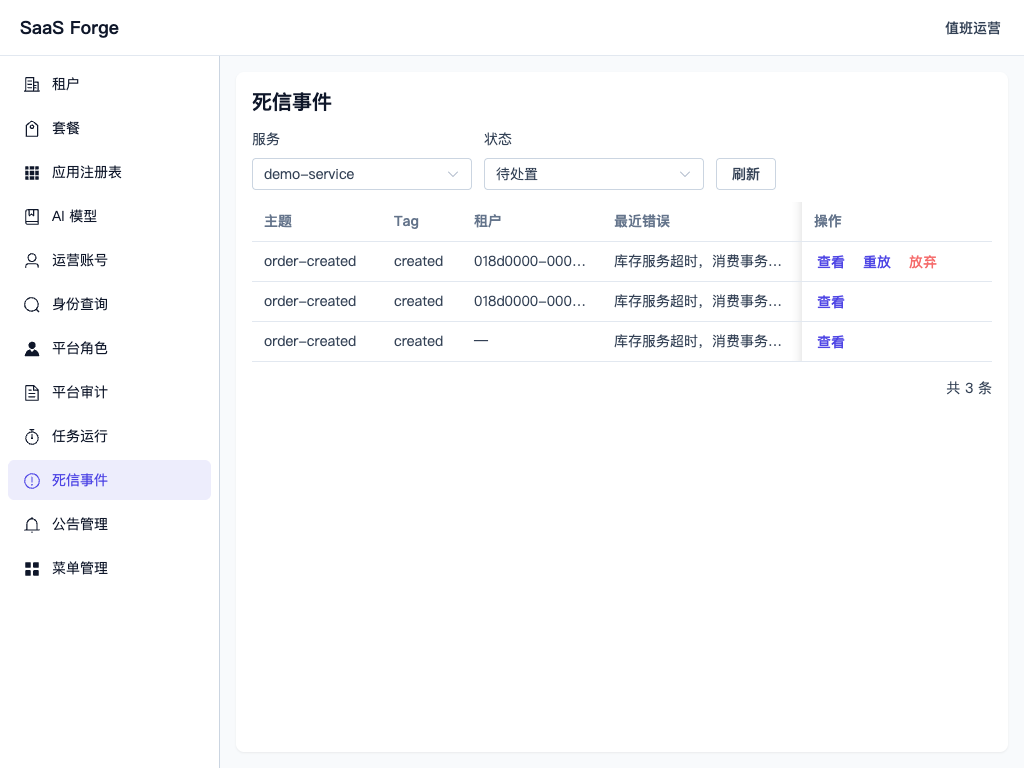 SaaS Forge
值班运营
租户
套餐
应用注册表
AI 模型
运营账号
身份查询
平台角色
平台审计
任务运行
死信事件
公告管理
菜单管理
死信事件
服务 状态
demo-service 待处置 刷新
主题 Tag 租户 最近错误 操作
order-created created 018d0000-000... 库存服务超时，消费事务... 查看 重放 放弃
order-created created 018d0000-000... 库存服务超时，消费事务... 查看
order-created created — 库存服务超时，消费事务... 查看
共 3 条